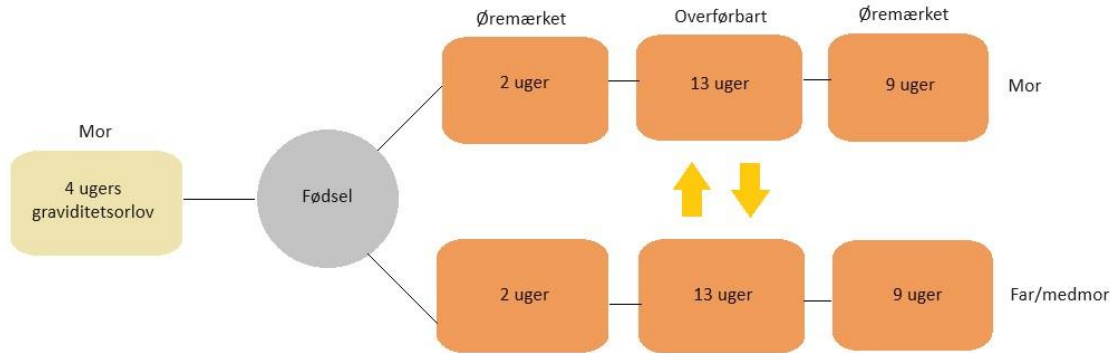 Øremærket
Overførbart
Øremærket
2 uger
13 uger
9 uger
Mor
Mor
4 ugers
graviditetsorlov
Fødsel
2 uger
13 uger
9 uger
Far/medmor